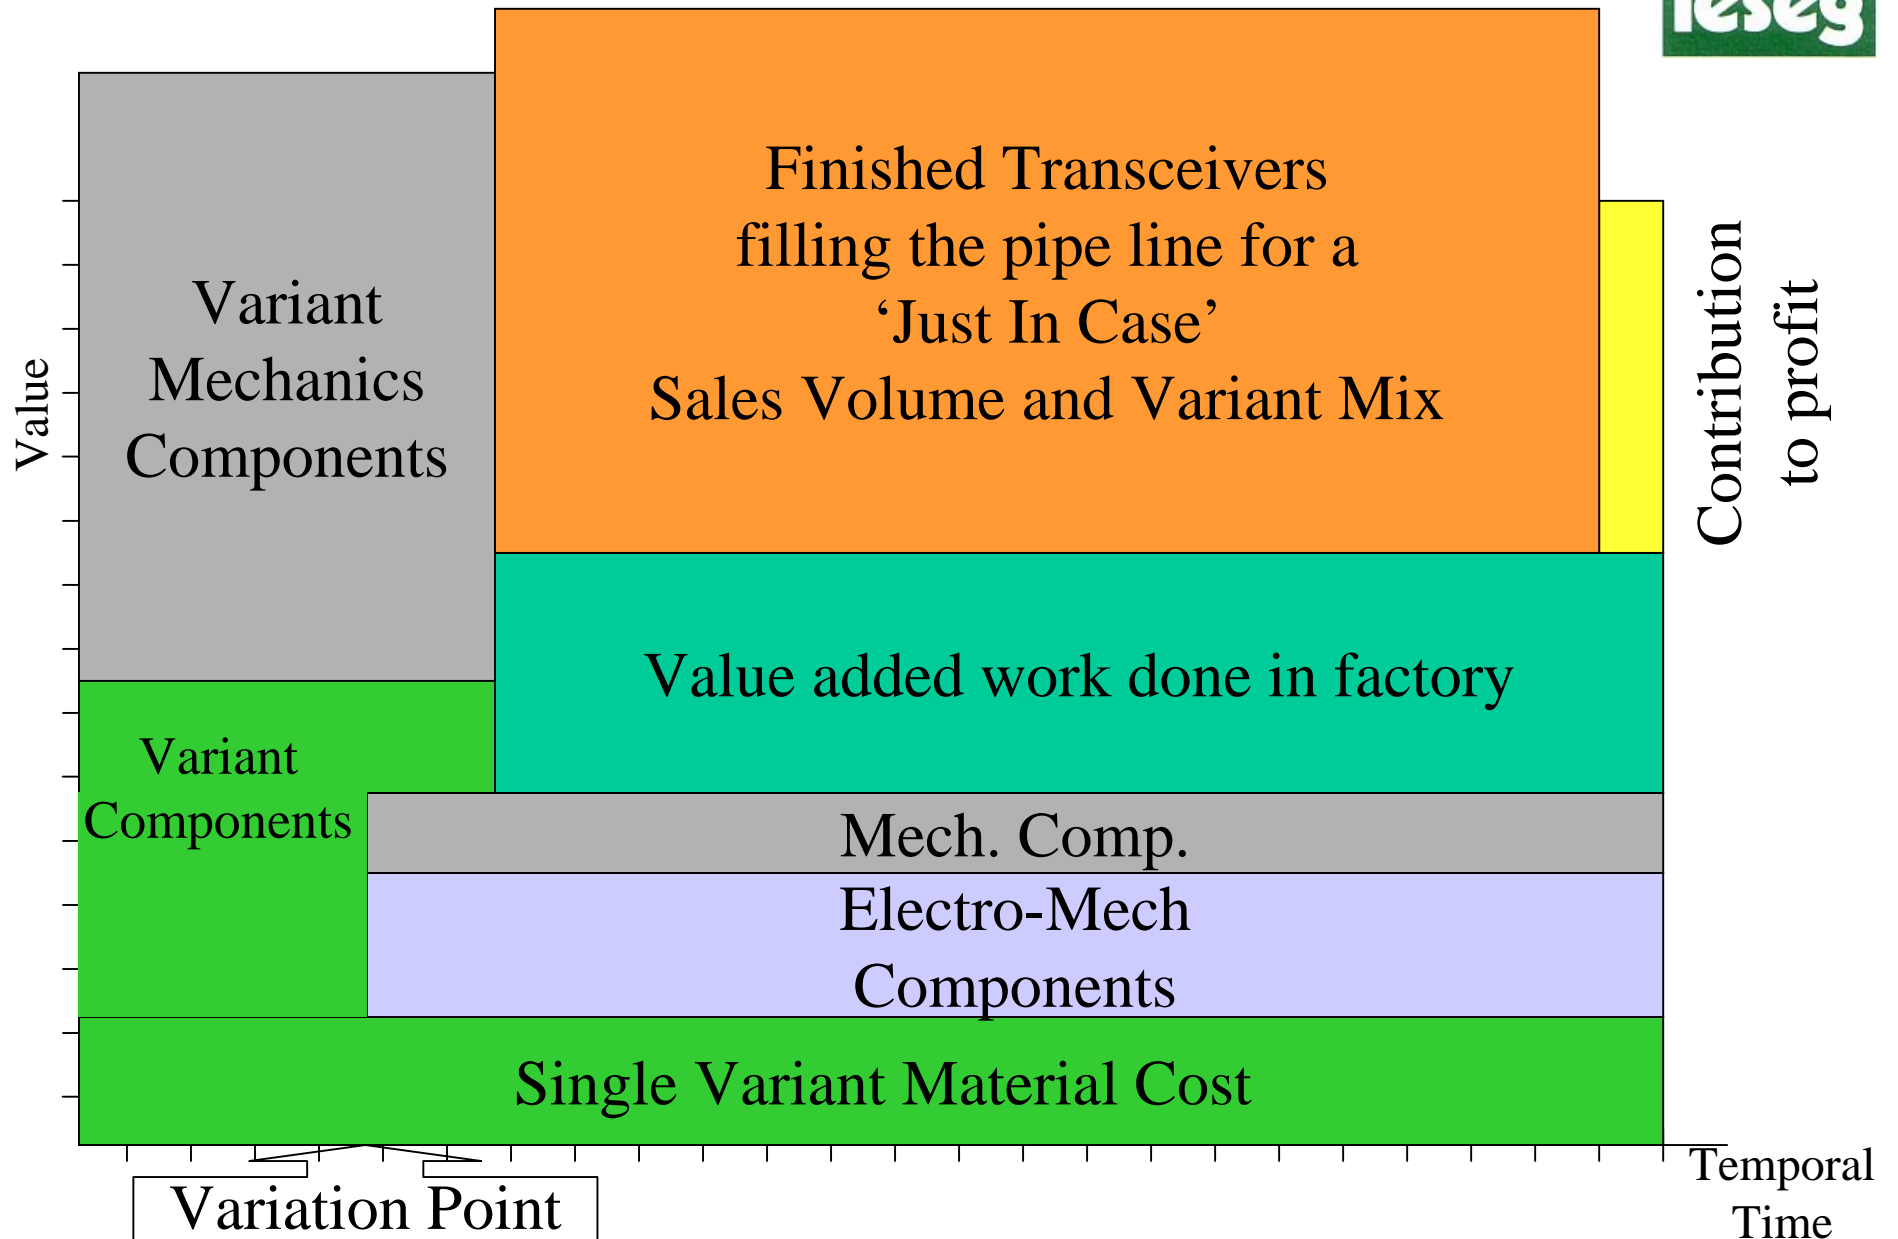 ieseg
Finished Transceivers
filling the pipe line for a
‘Just In Case’
Sales Volume and Variant Mix
Variant
Mechanics
Components
Value
Contribution
to profit
Value added work done in factory
Variant
Components
Mech. Comp.
Electro-Mech
Components
Single Variant Material Cost
Variation Point
Temporal
Time